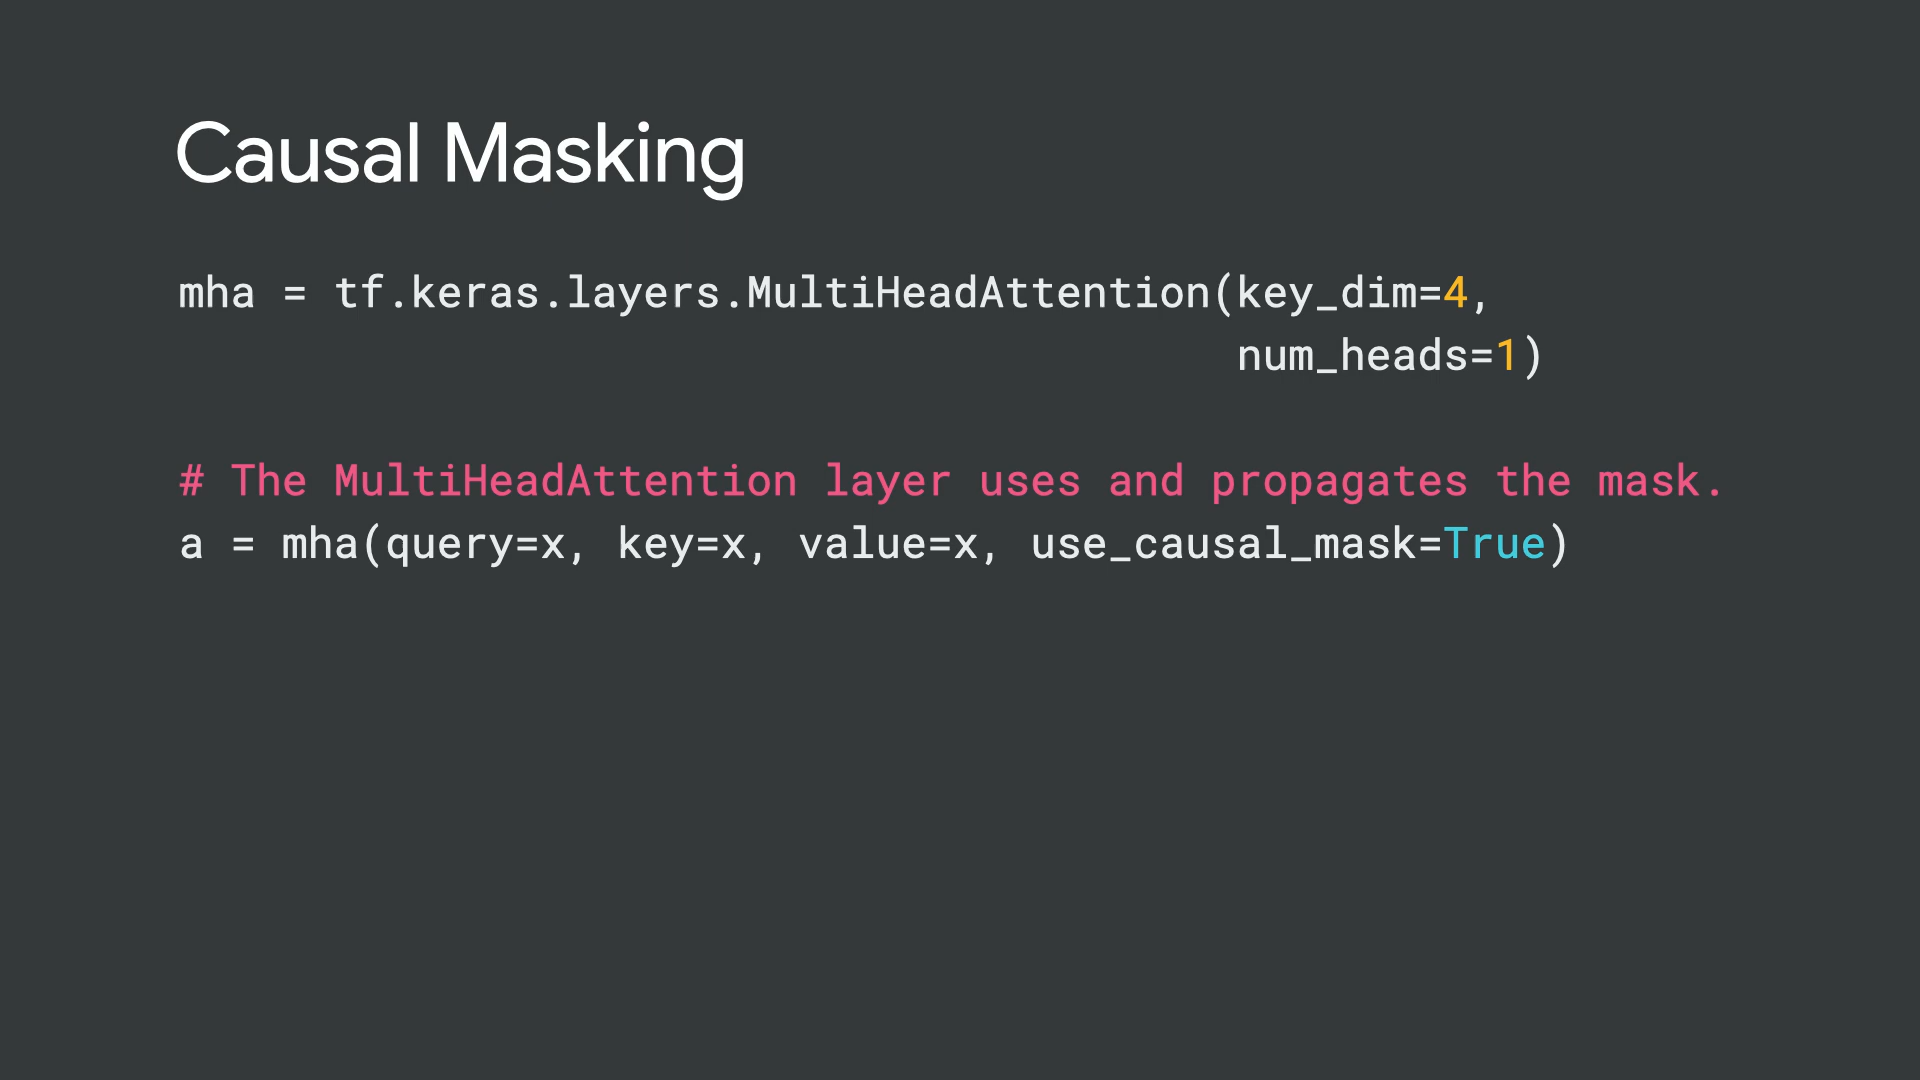 Causal Masking
mha = tf.keras.layers.MultiHeadAttention(key_dim=4,
num_heads=1)
# The MultiHeadAttention layer uses and propagates the mask.
a = mha(query=x, key=x, value=x, use_causal_mask=True)